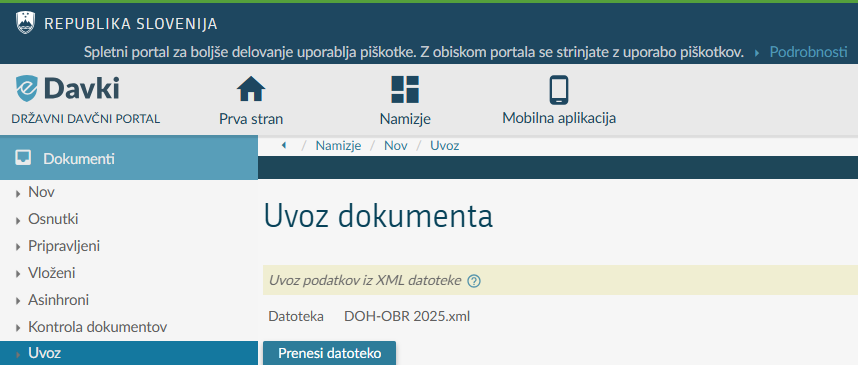 REPUBLIKA SLOVENIJA
Spletni portal za boljše delovanje uporablja piškotke. Z obiskom portala se strinjate z uporabo piškotkov. Podrobnosti
eDavki
DRŽAVNI DAVČNI PORTAL
Prva stran
Namizje
Mobilna aplikacija
Dokumenti
Nov
Osnutki
Pripravljeni
Vloženi
Asinhroni
Kontrola dokumentov
Uvoz
/ Namizje / Nov / Uvoz
Uvoz dokumenta
Uvoz podatkov iz XML datoteke ?
Datoteka DOH-OBR 2025.xml
Prenesi datoteko